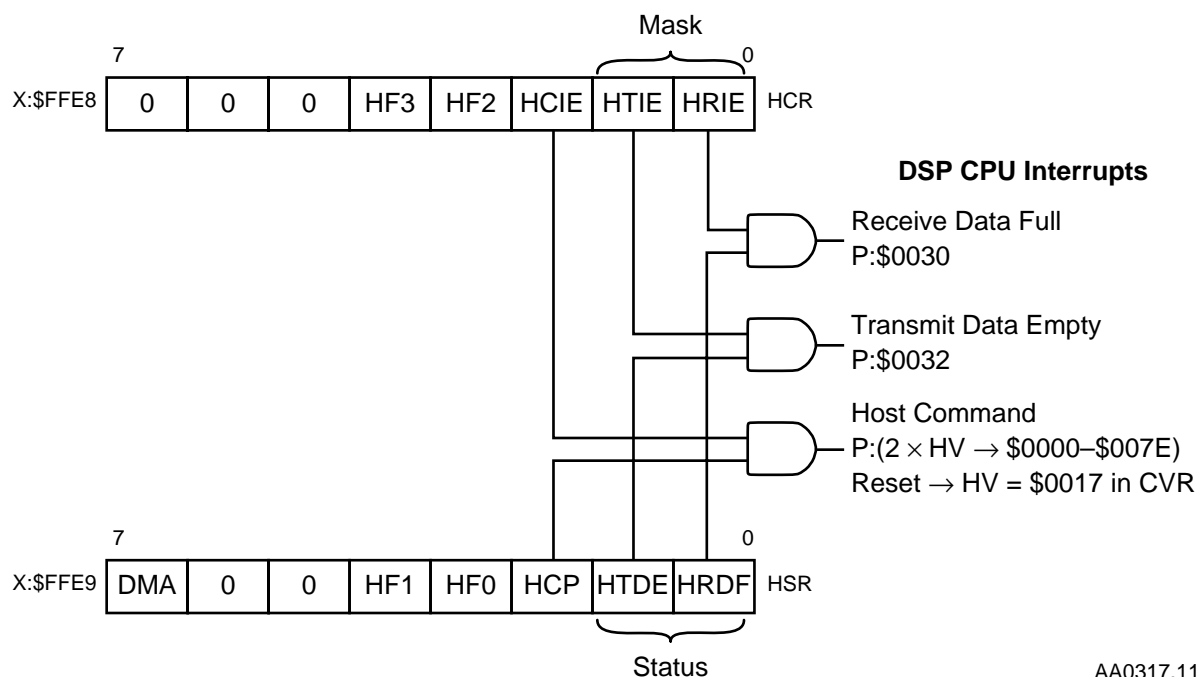 Mask
7 0
X:$FFE8 0 0 0 HF3 HF2 HCIE HTIE HRIE HCR
DSP CPU Interrupts
Receive Data Full
P:$0030
Transmit Data Empty
P:$0032
Host Command
P:(2 × HV → $0000–$007E)
Reset → HV = $0017 in CVR
7 0
X:$FFE9 DMA 0 0 HF1 HF0 HCP HTDE HRDF HSR
Status
AA0317.11